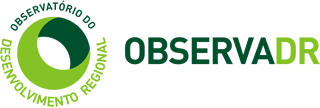 OBSERVATÓRIO DO
DESENVOLVIMENTO REGIONAL
OBSERVADR